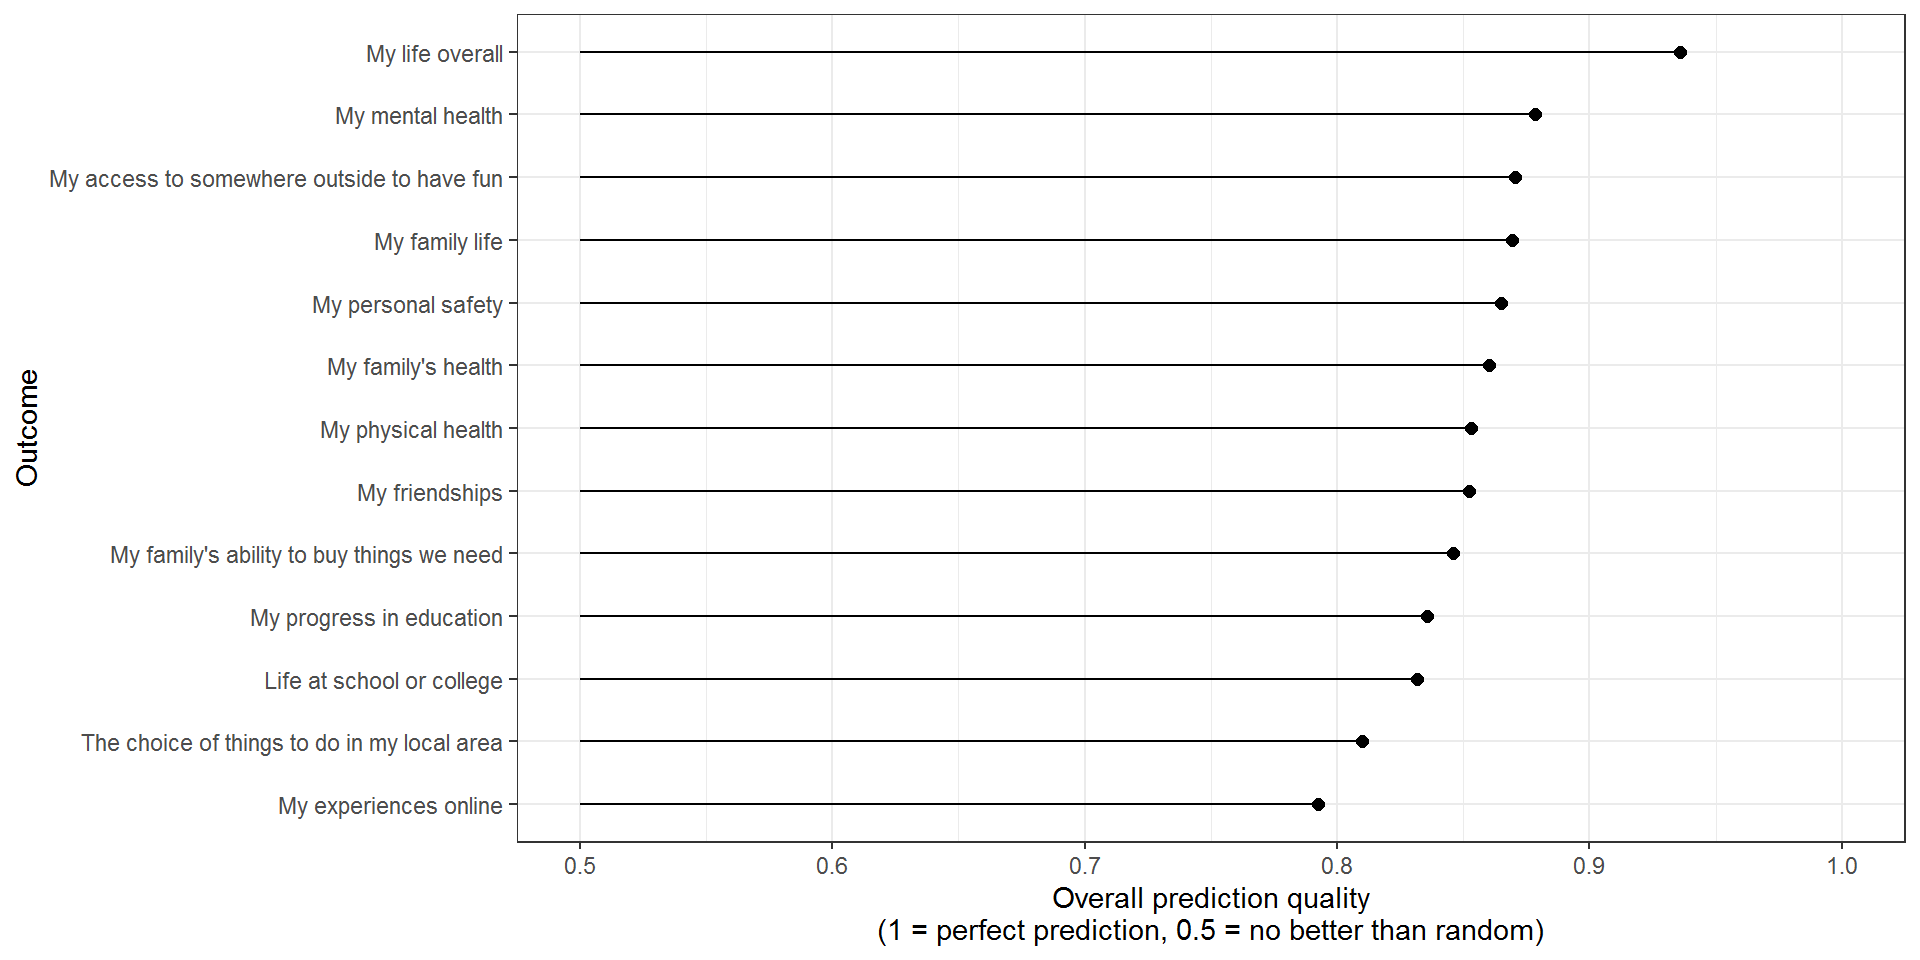 My life overall
My mental health
My access to somewhere outside to have fun
My family life
My personal safety
My family's health
My physical health
My friendships
My family's ability to buy things we need
My progress in education
Life at school or college
The choice of things to do in my local area
My experiences online
Outcome
0.5 0.6 0.7 0.8 0.9 1.0
Overall prediction quality
(1 = perfect prediction, 0.5 = no better than random)